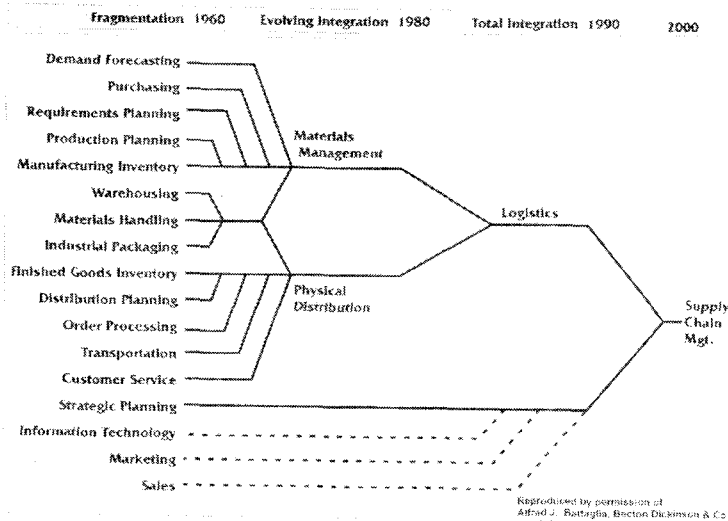 Fragmentation 1960 Evolving Integration 1980 Total Integration 1990 2000
Demand Forecasting
Purchasing
Requirements Planning
Production Planning
Manufacturing Inventory
Warehousing
Materials Handling
Industrial Packaging
Finished Goods Inventory
Distribution Planning
Order Processing
Transportation
Customer Service
Strategic Planning
Information Technology
Marketing
Sales
Materials
Management
Physical
Distribution
Logistics
Supply
Chain
Mgt.
Reproduced by permission of
Alfred J. Battaglia, Becton Dickinson & Co.